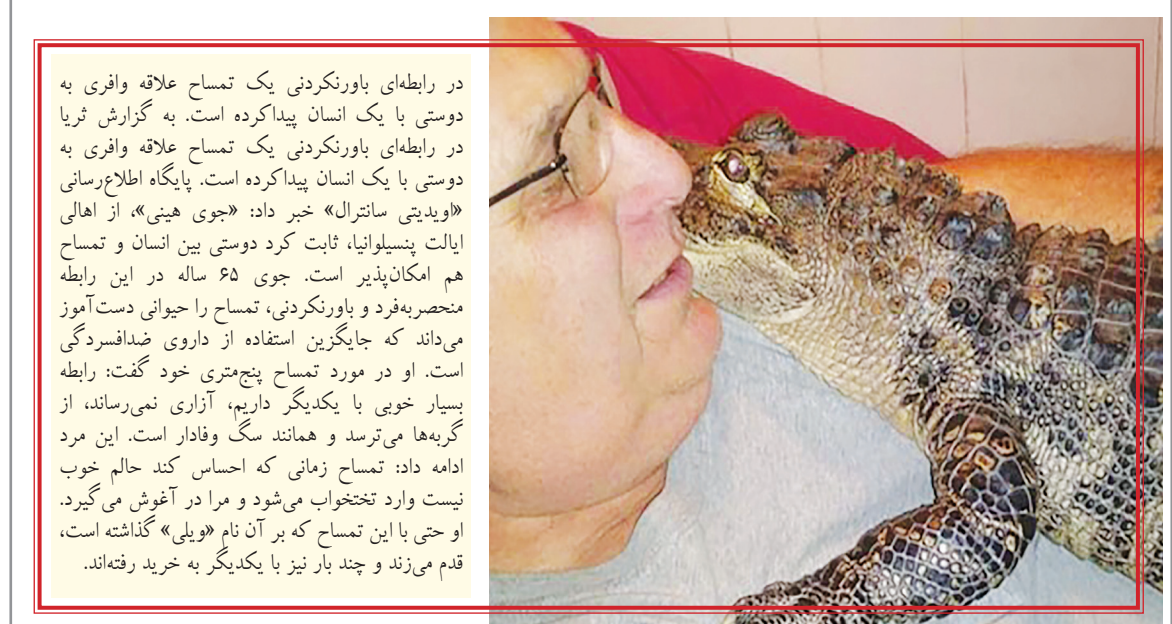 در رابطه‌ای باورنکردنی یک تمساح علاقه وافری به
دوستی با یک انسان پیداکرده است. به گزارش ثریا
در رابطه‌ای باورنکردنی یک تمساح علاقه وافری به
دوستی با یک انسان پیداکرده است. پایگاه اطلاع‌رسانی
«اویدیتی سانترال» خبر داد: «جوی هینی»، از اهالی
ایالت پنسیلوانیا، ثابت کرد دوستی بین انسان و تمساح
هم امکان‌پذیر است. جوی ۶۵ ساله در این رابطه
منحصربه‌فرد و باورنکردنی، تمساح را حیوانی دست‌آموز
می‌داند که جایگزین استفاده از داروی ضدافسردگی
است. او در مورد تمساح پنج‌متری خود گفت: رابطه
بسیار خوبی با یکدیگر داریم، آزاری نمی‌رساند، از
گربه‌ها می‌ترسد و همانند سگ وفادار است. این مرد
ادامه داد: تمساح زمانی که احساس کند حالم خوب
نیست وارد تختخواب می‌شود و مرا در آغوش می‌گیرد.
او حتی با این تمساح که بر آن نام «ویلی» گذاشته است،
قدم می‌زند و چند بار نیز با یکدیگر به خرید رفته‌اند.